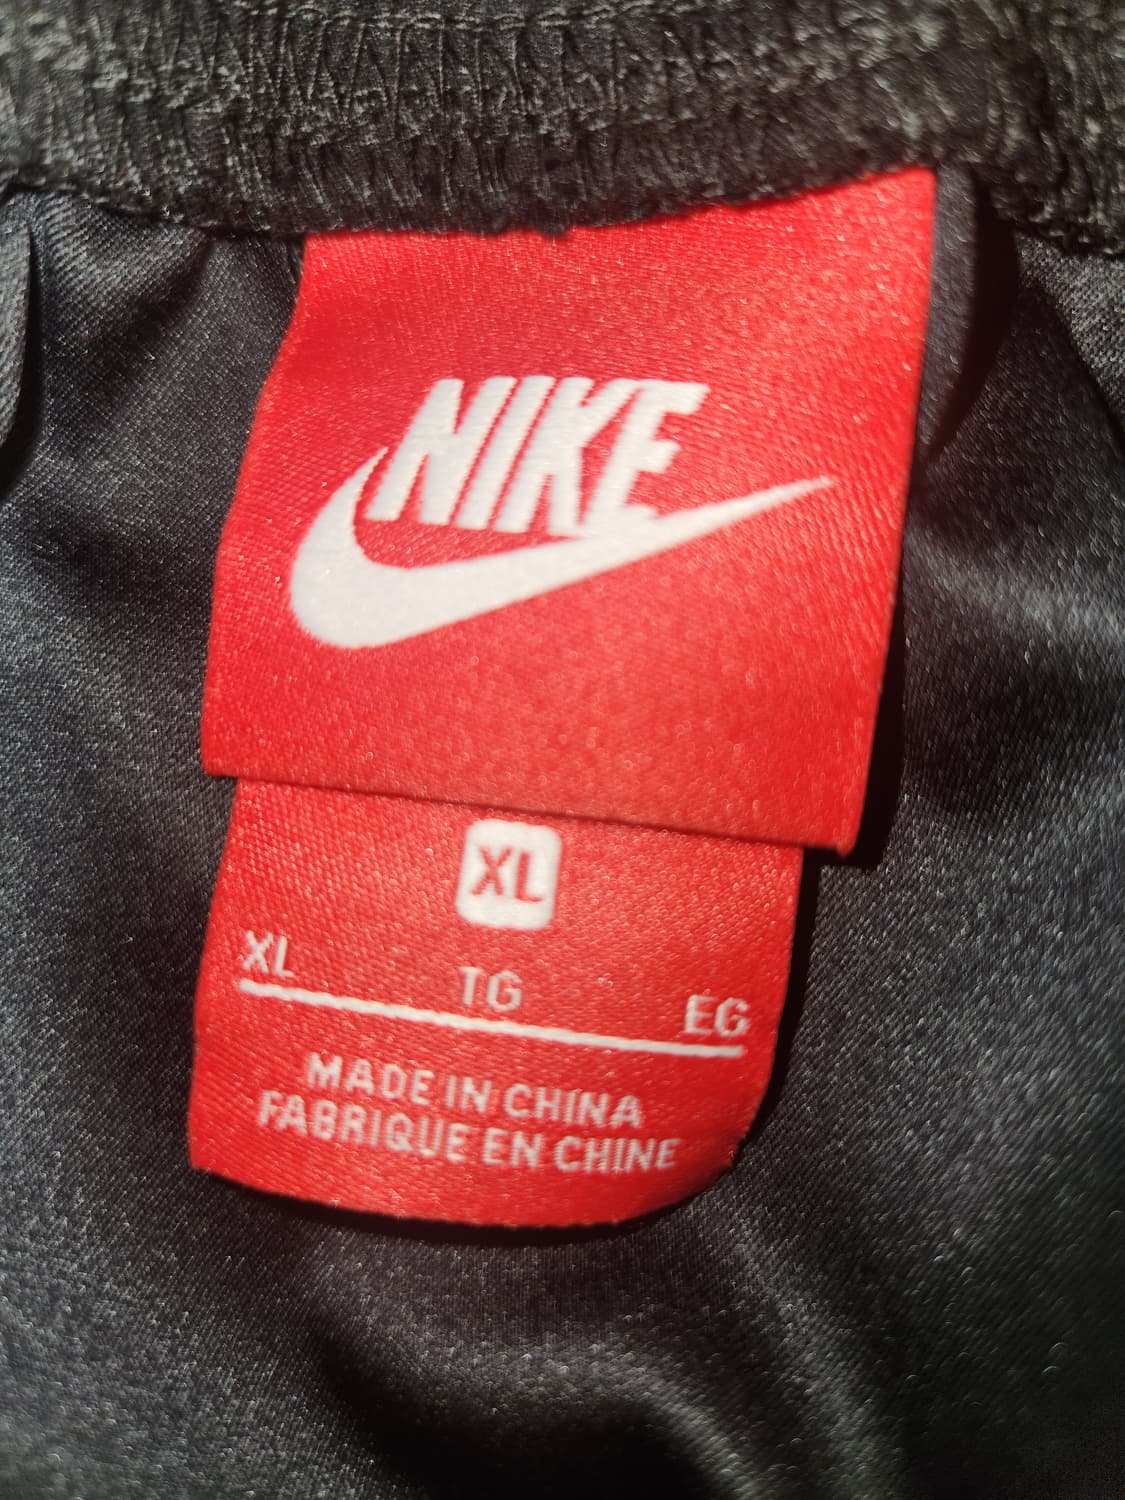 NIKE
XL
XL TG EG
MADE IN CHINA
FABRIQUE EN CHINE